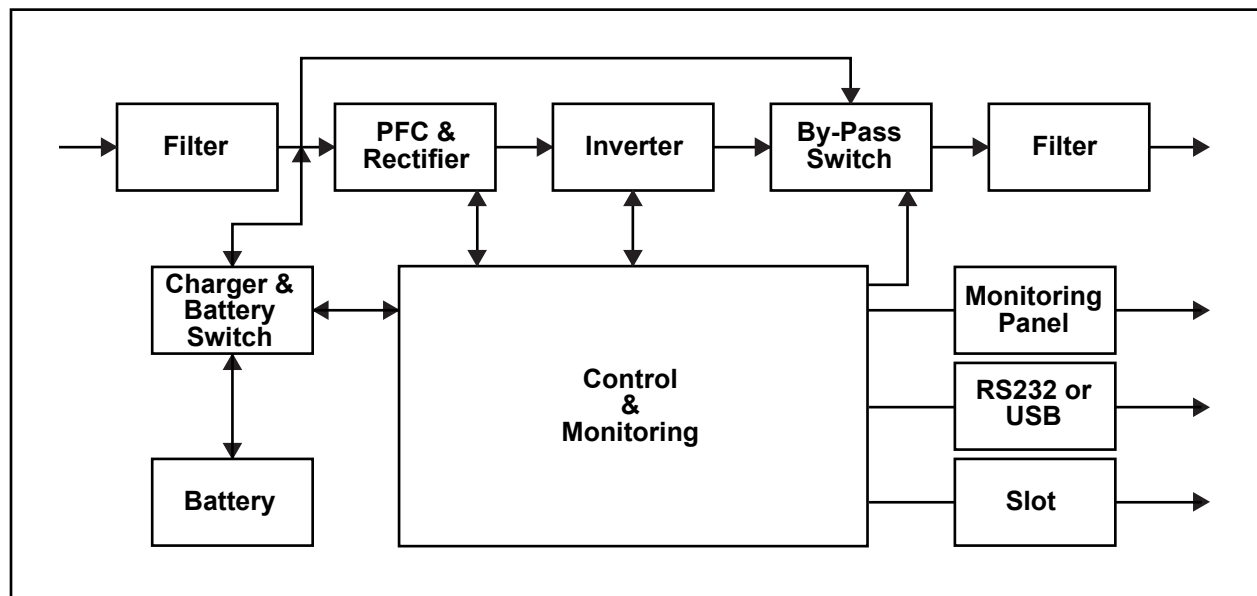 Filter
PFC &
Rectifier
Inverter
By-Pass
Switch
Filter
Charger &
Battery
Switch
Control
&
Monitoring
Monitoring
Panel
RS232 or
USB
Battery
Slot